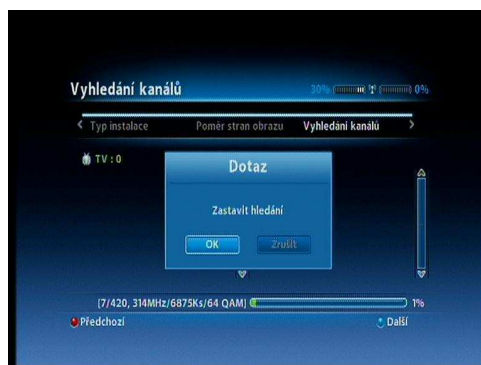 Vyhledání kanálů 30% 0%
Typ instalace Poměr stran obrazu Vyhledání kanálů
TV : 0
Dotaz
Zastavit hledání
OK Zrušit
[7/420, 314MHz/6875Ks/64 QAM] 1%
Předchozí Další